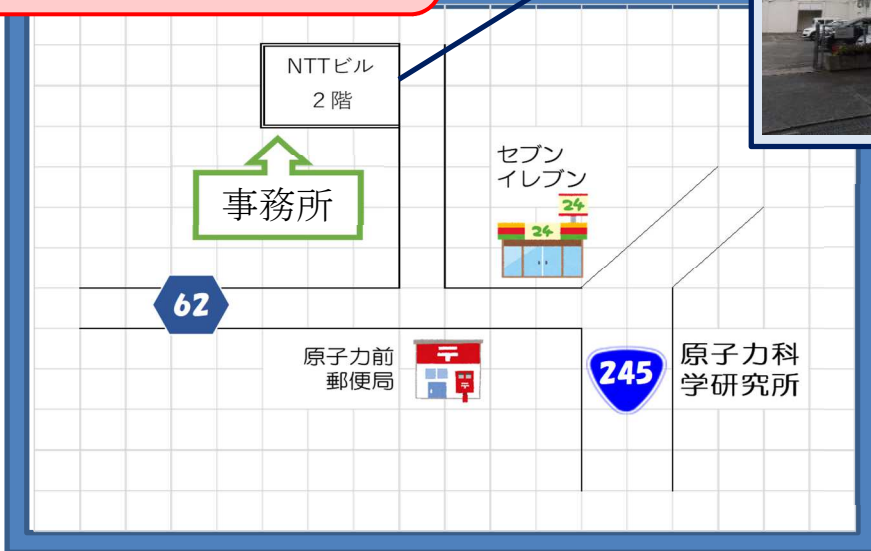 NTTビル
2階
事務所
セブン
イレブン
24
24
62
原子力前
郵便局
〒
245
原子力科
学研究所